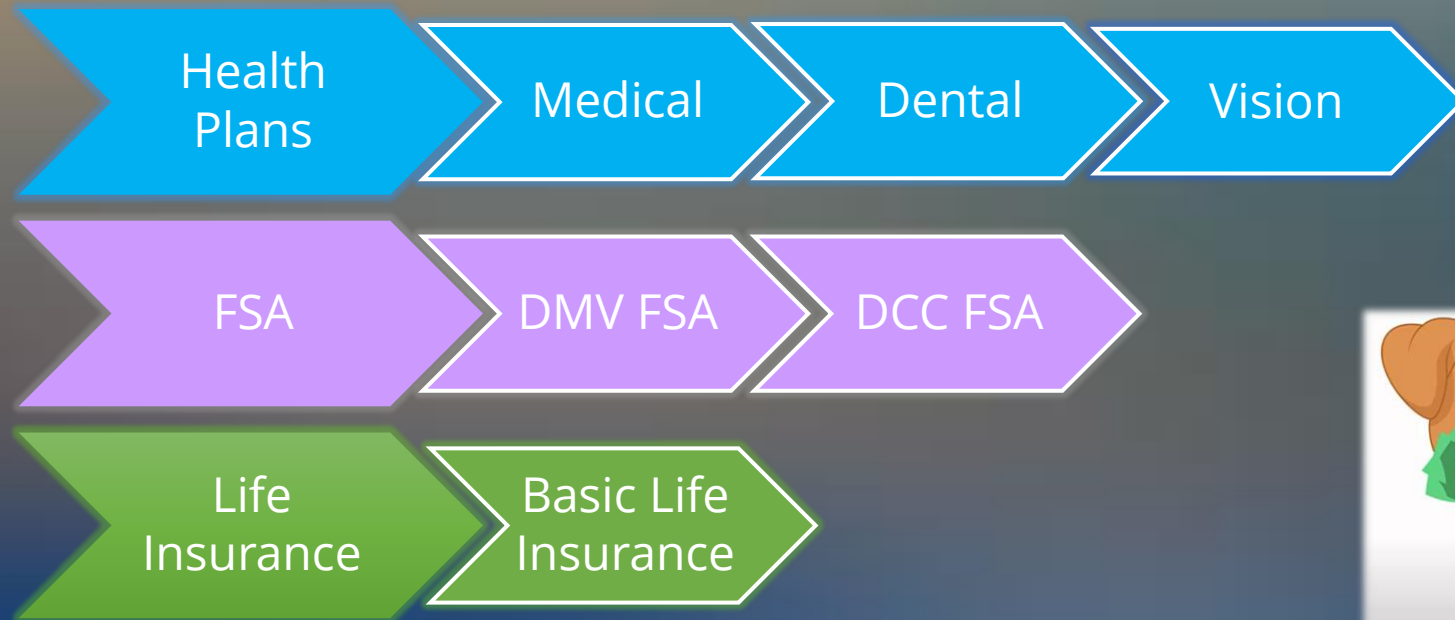 Health
Plans
Medical
Dental
Vision
FSA
DMV FSA
DCC FSA
Life
Insurance
Basic Life
Insurance